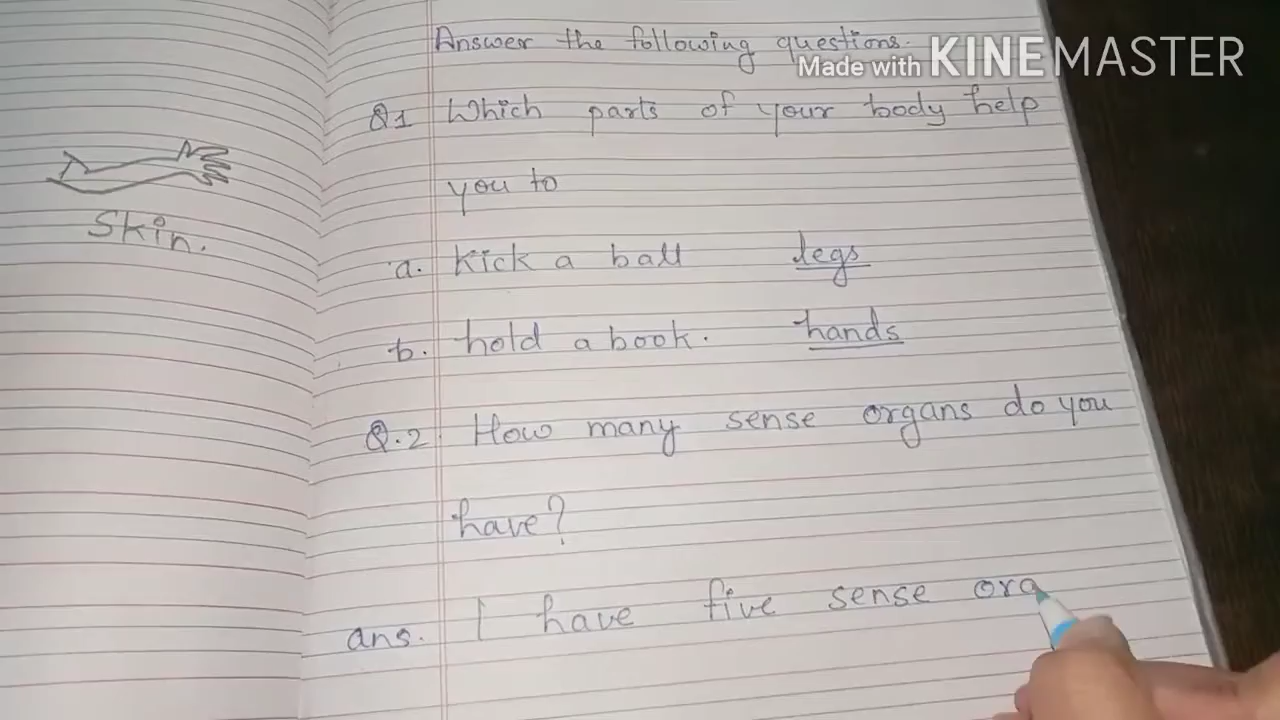 Answer the following questions.
Made with KINEMASTER
Q1 Which parts of your body help
you to
Skin.
a. Kick a ball legs
b. hold a book. hands
Q.2 How many sense organs do you
have?
ans. I have five sense orga